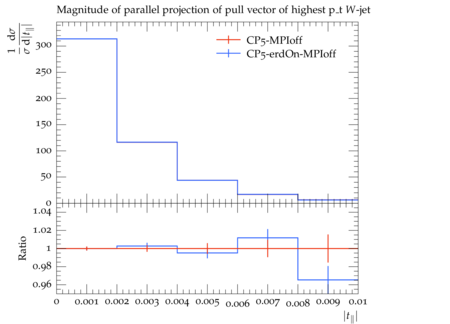 Magnitude of parallel projection of pull vector of highest p_t W-jet
1/σ dσ/d|t∥|
CP5-MPIoff
CP5-erdOn-MPIoff
300
250
200
150
100
50
0
Ratio
1.04
1.02
1
0.98
0.96
0 0.001 0.002 0.003 0.004 0.005 0.006 0.007 0.008 0.009 0.01
|t∥|